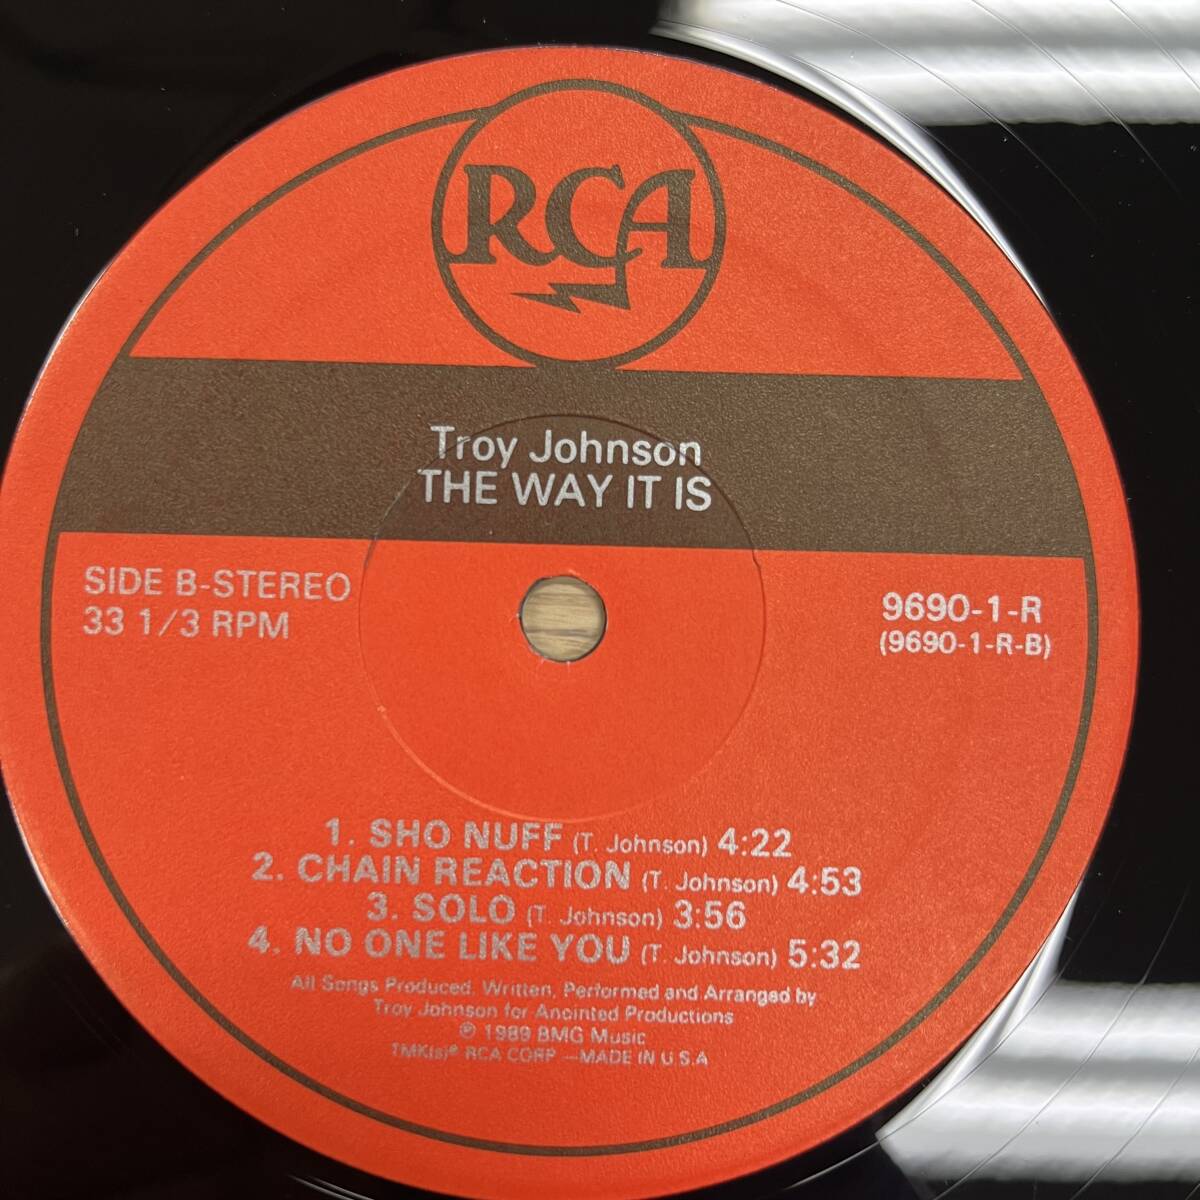 RCA
Troy Johnson
THE WAY IT IS
SIDE B-STEREO
33 1/3 RPM
9690-1-R
(9690-1-R-B)
1. SHO NUFF (T. Johnson) 4:22
2. CHAIN REACTION (T. Johnson) 4:53
3. SOLO (T. Johnson) 3:56
4. NO ONE LIKE YOU (T. Johnson) 5:32
All Songs Produced, Written, Performed and Arranged by
Troy Johnson for Anointed Productions
℗ 1989 BMG Music
TMK(s)® RCA CORP —MADE IN U.S.A